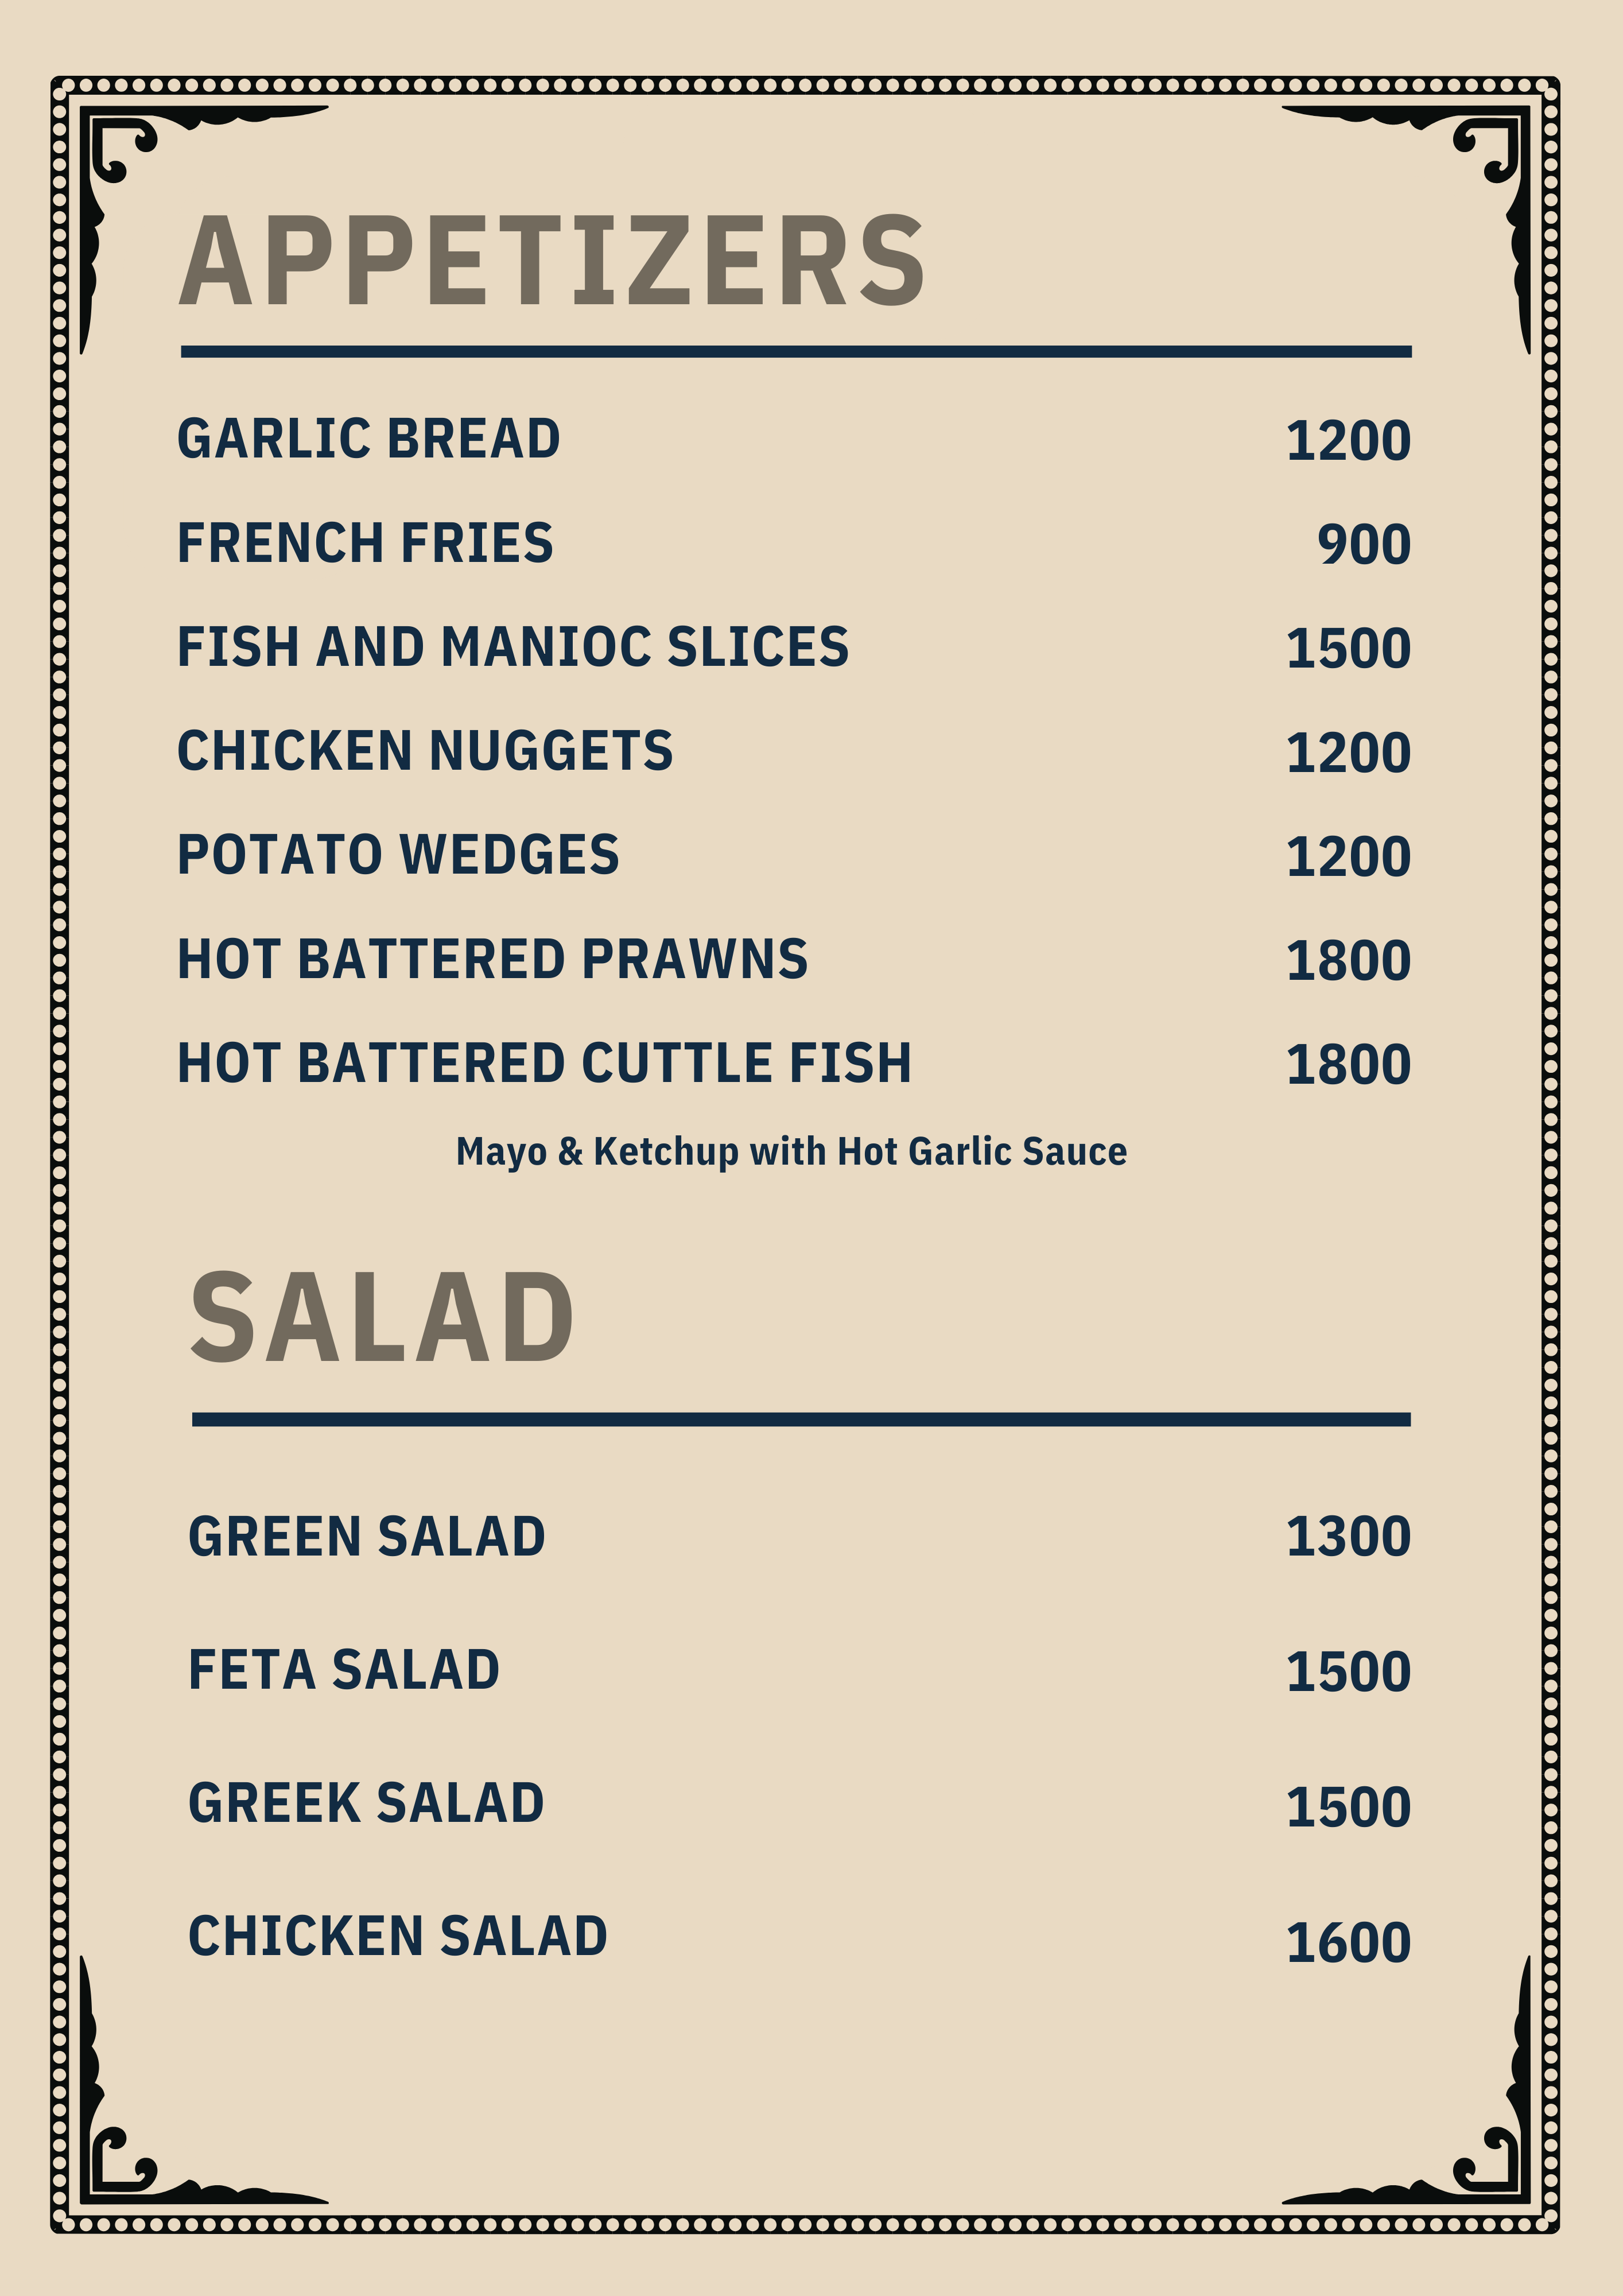 APPETIZERS
GARLIC BREAD 1200
FRENCH FRIES 900
FISH AND MANIOC SLICES 1500
CHICKEN NUGGETS 1200
POTATO WEDGES 1200
HOT BATTERED PRAWNS 1800
HOT BATTERED CUTTLE FISH 1800
Mayo & Ketchup with Hot Garlic Sauce
SALAD
GREEN SALAD 1300
FETA SALAD 1500
GREEK SALAD 1500
CHICKEN SALAD 1600